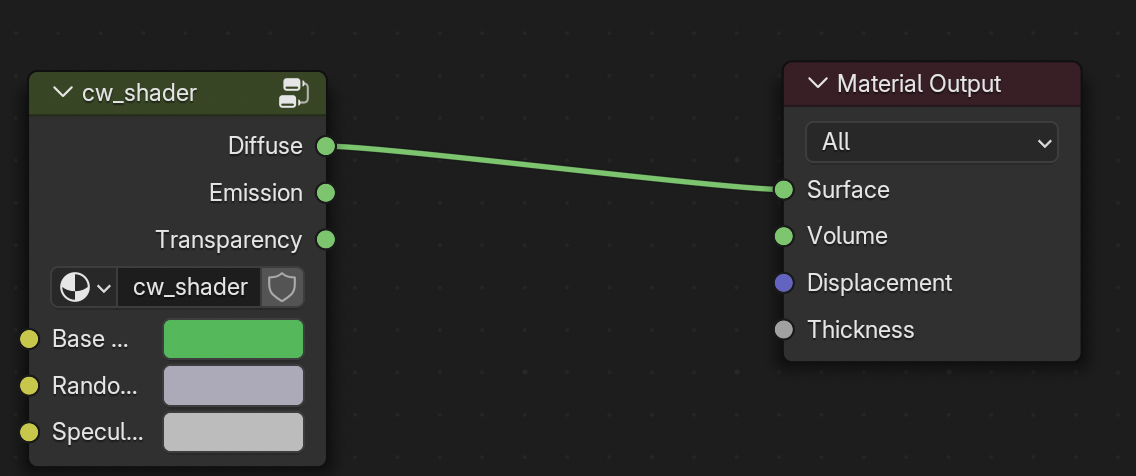 cw_shader
Diffuse
Emission
Transparency
cw_shader
Base ...
Rando...
Specul...
Material Output
All
Surface
Volume
Displacement
Thickness